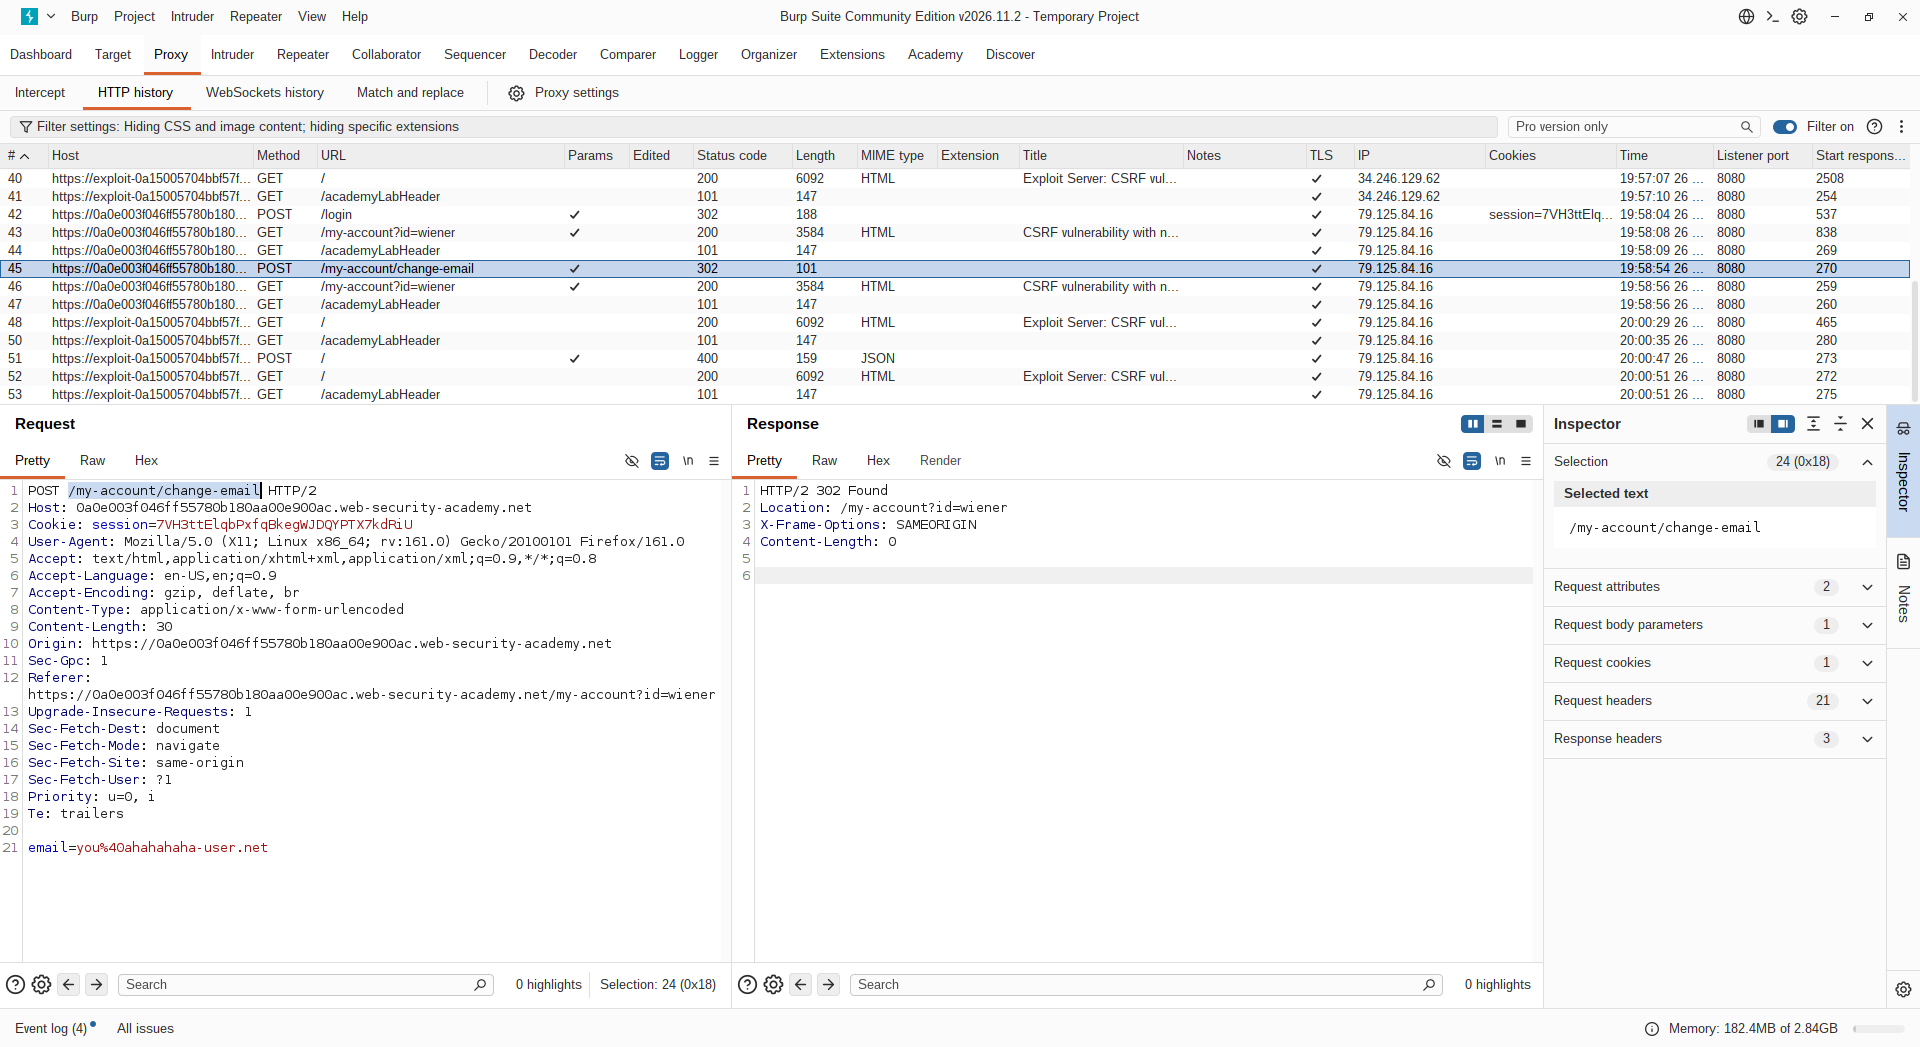 Burp Project Intruder Repeater View Help
Burp Suite Community Edition v2026.11.2 - Temporary Project
Dashboard Target Proxy Intruder Repeater Collaborator Sequencer Decoder Comparer Logger Organizer Extensions Academy Discover
Intercept HTTP history WebSockets history Match and replace Proxy settings
Filter settings: Hiding CSS and image content; hiding specific extensions
Pro version only Filter on
# Host Method URL Params Edited Status code Length MIME type Extension Title Notes TLS IP Cookies Time Listener port Start respons...
40 https://exploit-0a15005704bbf57f... GET / 200 6092 HTML Exploit Server: CSRF vul... ✓ 34.246.129.62 19:57:07 26 ... 8080 2508
41 https://exploit-0a15005704bbf57f... GET /academyLabHeader 101 147 ✓ 34.246.129.62 19:57:10 26 ... 8080 254
42 https://0a0e003f046ff55780b180... POST /login ✓ 302 188 ✓ 79.125.84.16 session=7VH3ttElq... 19:58:04 26 ... 8080 537
43 https://0a0e003f046ff55780b180... GET /my-account?id=wiener ✓ 200 3584 HTML CSRF vulnerability with n... ✓ 79.125.84.16 19:58:08 26 ... 8080 838
44 https://0a0e003f046ff55780b180... GET /academyLabHeader 101 147 ✓ 79.125.84.16 19:58:09 26 ... 8080 269
45 https://0a0e003f046ff55780b180... POST /my-account/change-email ✓ 302 101 ✓ 79.125.84.16 19:58:54 26 ... 8080 270
46 https://0a0e003f046ff55780b180... GET /my-account?id=wiener ✓ 200 3584 HTML CSRF vulnerability with n... ✓ 79.125.84.16 19:58:56 26 ... 8080 259
47 https://0a0e003f046ff55780b180... GET /academyLabHeader 101 147 ✓ 79.125.84.16 19:58:56 26 ... 8080 260
48 https://exploit-0a15005704bbf57f... GET / 200 6092 HTML Exploit Server: CSRF vul... ✓ 79.125.84.16 20:00:29 26 ... 8080 465
50 https://exploit-0a15005704bbf57f... GET /academyLabHeader 101 147 ✓ 79.125.84.16 20:00:35 26 ... 8080 280
51 https://exploit-0a15005704bbf57f... POST / ✓ 400 159 JSON ✓ 79.125.84.16 20:00:47 26 ... 8080 273
52 https://exploit-0a15005704bbf57f... GET / 200 6092 HTML Exploit Server: CSRF vul... ✓ 79.125.84.16 20:00:51 26 ... 8080 272
53 https://exploit-0a15005704bbf57f... GET /academyLabHeader 101 147 ✓ 79.125.84.16 20:00:51 26 ... 8080 275
Request
Pretty Raw Hex \n
1 POST /my-account/change-email HTTP/2
2 Host: 0a0e003f046ff55780b180aa00e900ac.web-security-academy.net
3 Cookie: session=7VH3ttElqbPxfqBkegWJDQYPTX7kdRiU
4 User-Agent: Mozilla/5.0 (X11; Linux x86_64; rv:161.0) Gecko/20100101 Firefox/161.0
5 Accept: text/html,application/xhtml+xml,application/xml;q=0.9,*/*;q=0.8
6 Accept-Language: en-US,en;q=0.9
7 Accept-Encoding: gzip, deflate, br
8 Content-Type: application/x-www-form-urlencoded
9 Content-Length: 30
10 Origin: https://0a0e003f046ff55780b180aa00e900ac.web-security-academy.net
11 Sec-Gpc: 1
12 Referer:
https://0a0e003f046ff55780b180aa00e900ac.web-security-academy.net/my-account?id=wiener
13 Upgrade-Insecure-Requests: 1
14 Sec-Fetch-Dest: document
15 Sec-Fetch-Mode: navigate
16 Sec-Fetch-Site: same-origin
17 Sec-Fetch-User: ?1
18 Priority: u=0, i
19 Te: trailers
20
21 email=you%40ahahahaha-user.net
Search 0 highlights Selection: 24 (0x18)
Response
Pretty Raw Hex Render \n
1 HTTP/2 302 Found
2 Location: /my-account?id=wiener
3 X-Frame-Options: SAMEORIGIN
4 Content-Length: 0
5
6
Search 0 highlights
Inspector
Selection 24 (0x18)
Selected text
/my-account/change-email
Request attributes 2
Request body parameters 1
Request cookies 1
Request headers 21
Response headers 3
Inspector
Notes
Event log (4) All issues
Memory: 182.4MB of 2.84GB